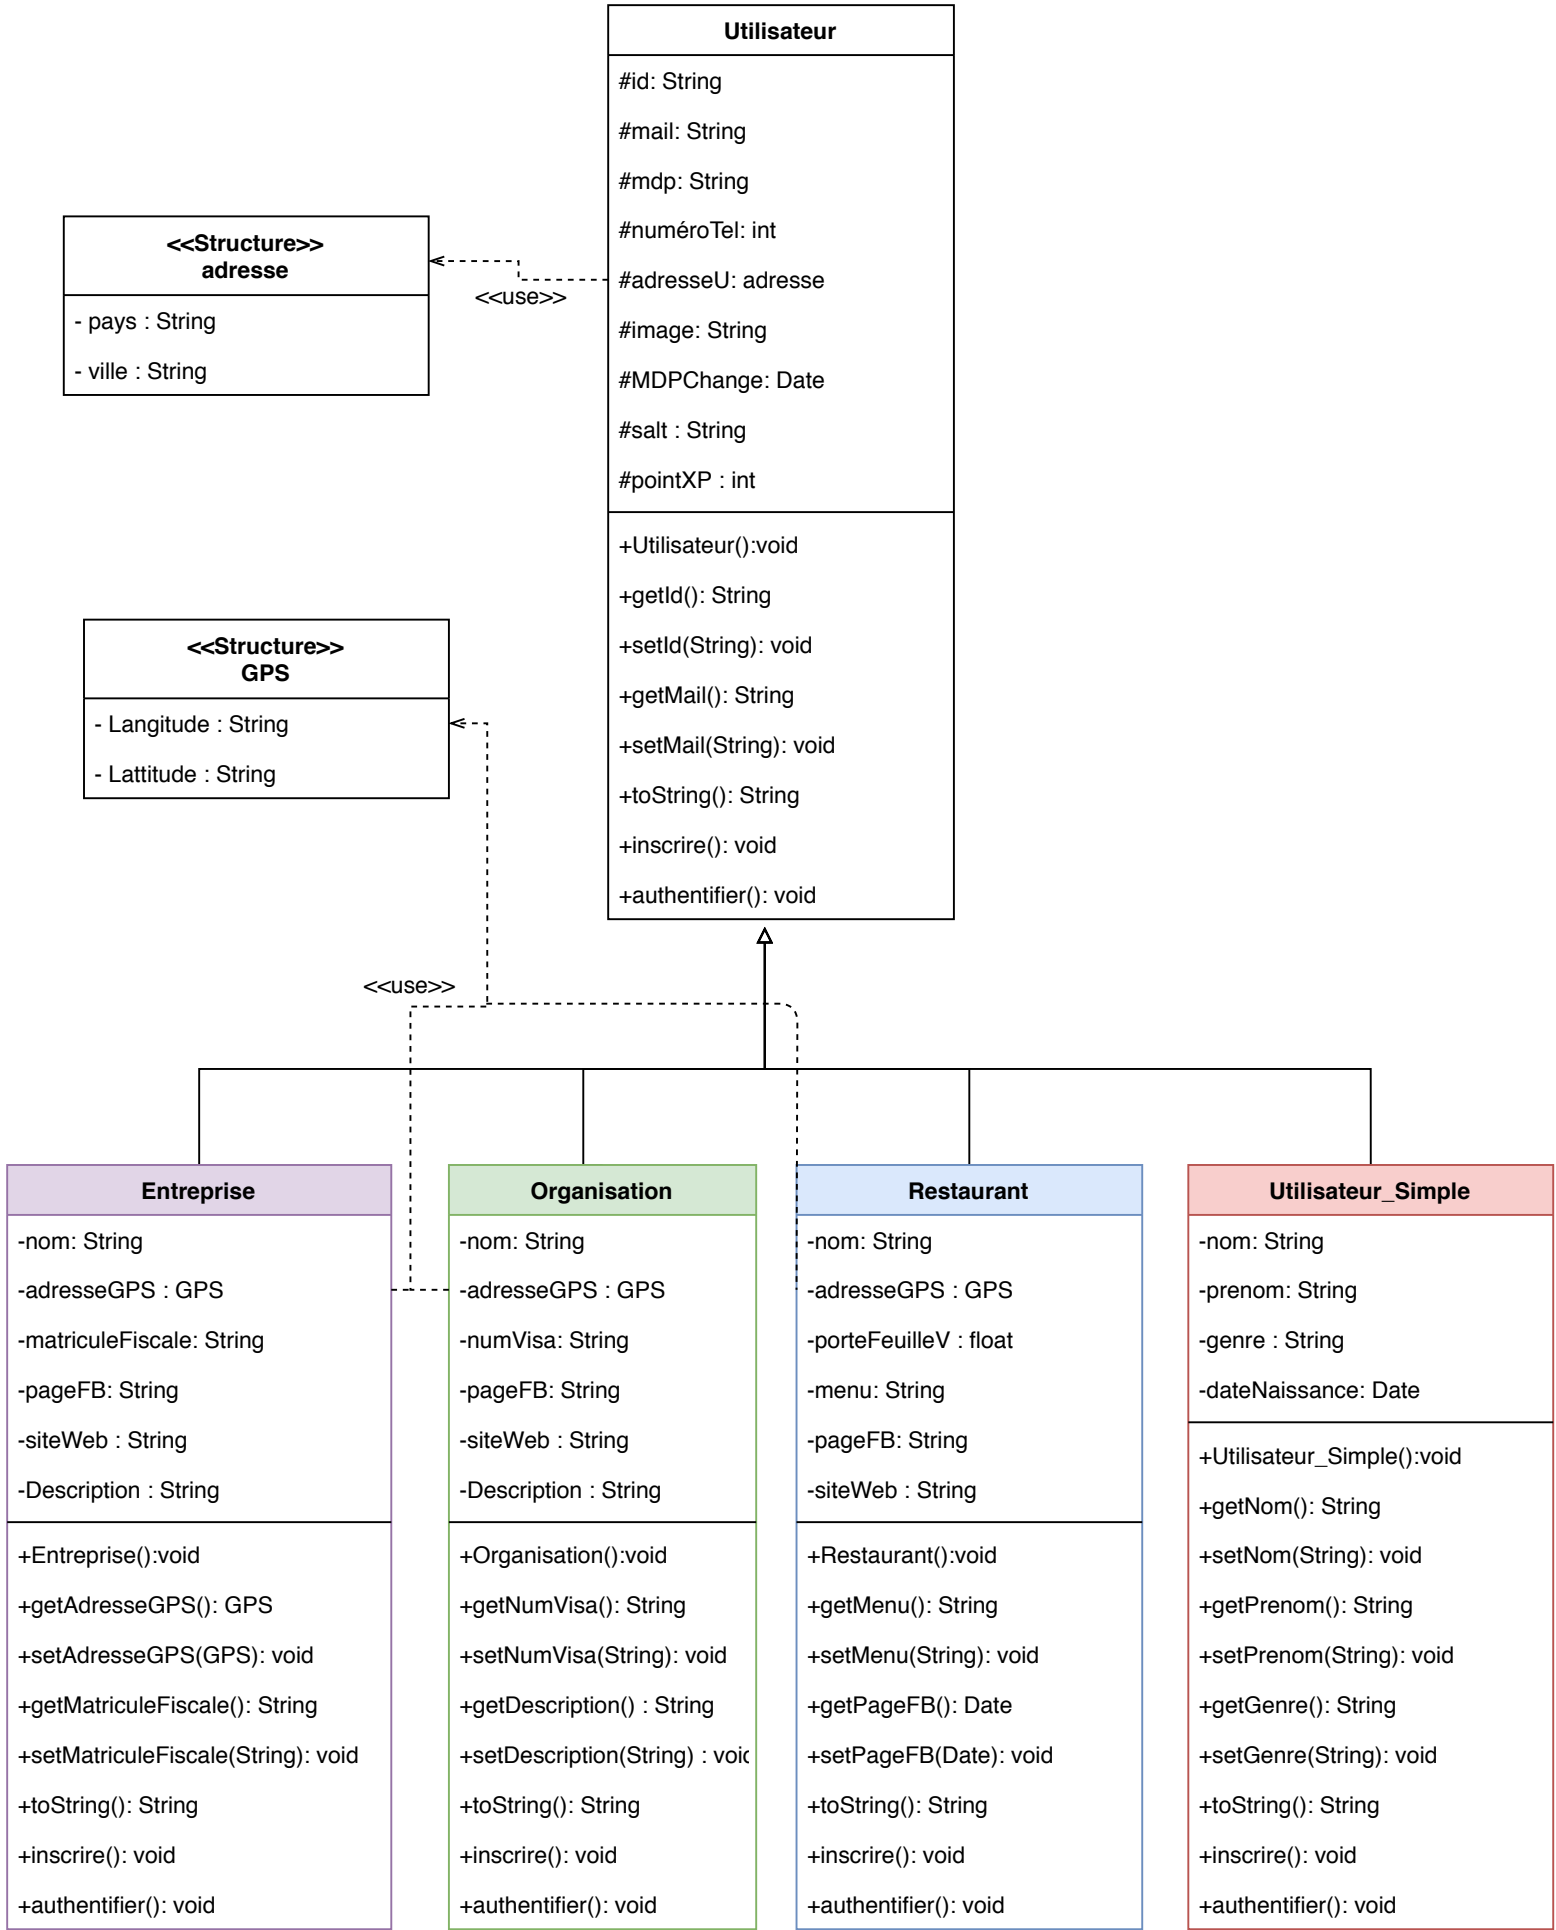 Utilisateur
#id: String
#mail: String
#mdp: String
#numéroTel: int
#adresseU: adresse
#image: String
#MDPChange: Date
#salt : String
#pointXP : int
+Utilisateur():void
+getId(): String
+setId(String): void
+getMail(): String
+setMail(String): void
+toString(): String
+inscrire(): void
+authentifier(): void
<<Structure>>
adresse
- pays : String
- ville : String
<<use>>
<<Structure>>
GPS
- Langitude : String
- Lattitude : String
<<use>>
Entreprise
-nom: String
-adresseGPS : GPS
-matriculeFiscale: String
-pageFB: String
-siteWeb : String
-Description : String
+Entreprise():void
+getAdresseGPS(): GPS
+setAdresseGPS(GPS): void
+getMatriculeFiscale(): String
+setMatriculeFiscale(String): void
+toString(): String
+inscrire(): void
+authentifier(): void
Organisation
-nom: String
-adresseGPS : GPS
-numVisa: String
-pageFB: String
-siteWeb : String
-Description : String
+Organisation():void
+getNumVisa(): String
+setNumVisa(String): void
+getDescription() : String
+setDescription(String) : void
+toString(): String
+inscrire(): void
+authentifier(): void
Restaurant
-nom: String
-adresseGPS : GPS
-porteFeuilleV : float
-menu: String
-pageFB: String
-siteWeb : String
+Restaurant():void
+getMenu(): String
+setMenu(String): void
+getPageFB(): Date
+setPageFB(Date): void
+toString(): String
+inscrire(): void
+authentifier(): void
Utilisateur_Simple
-nom: String
-prenom: String
-genre : String
-dateNaissance: Date
+Utilisateur_Simple():void
+getNom(): String
+setNom(String): void
+getPrenom(): String
+setPrenom(String): void
+getGenre(): String
+setGenre(String): void
+toString(): String
+inscrire(): void
+authentifier(): void